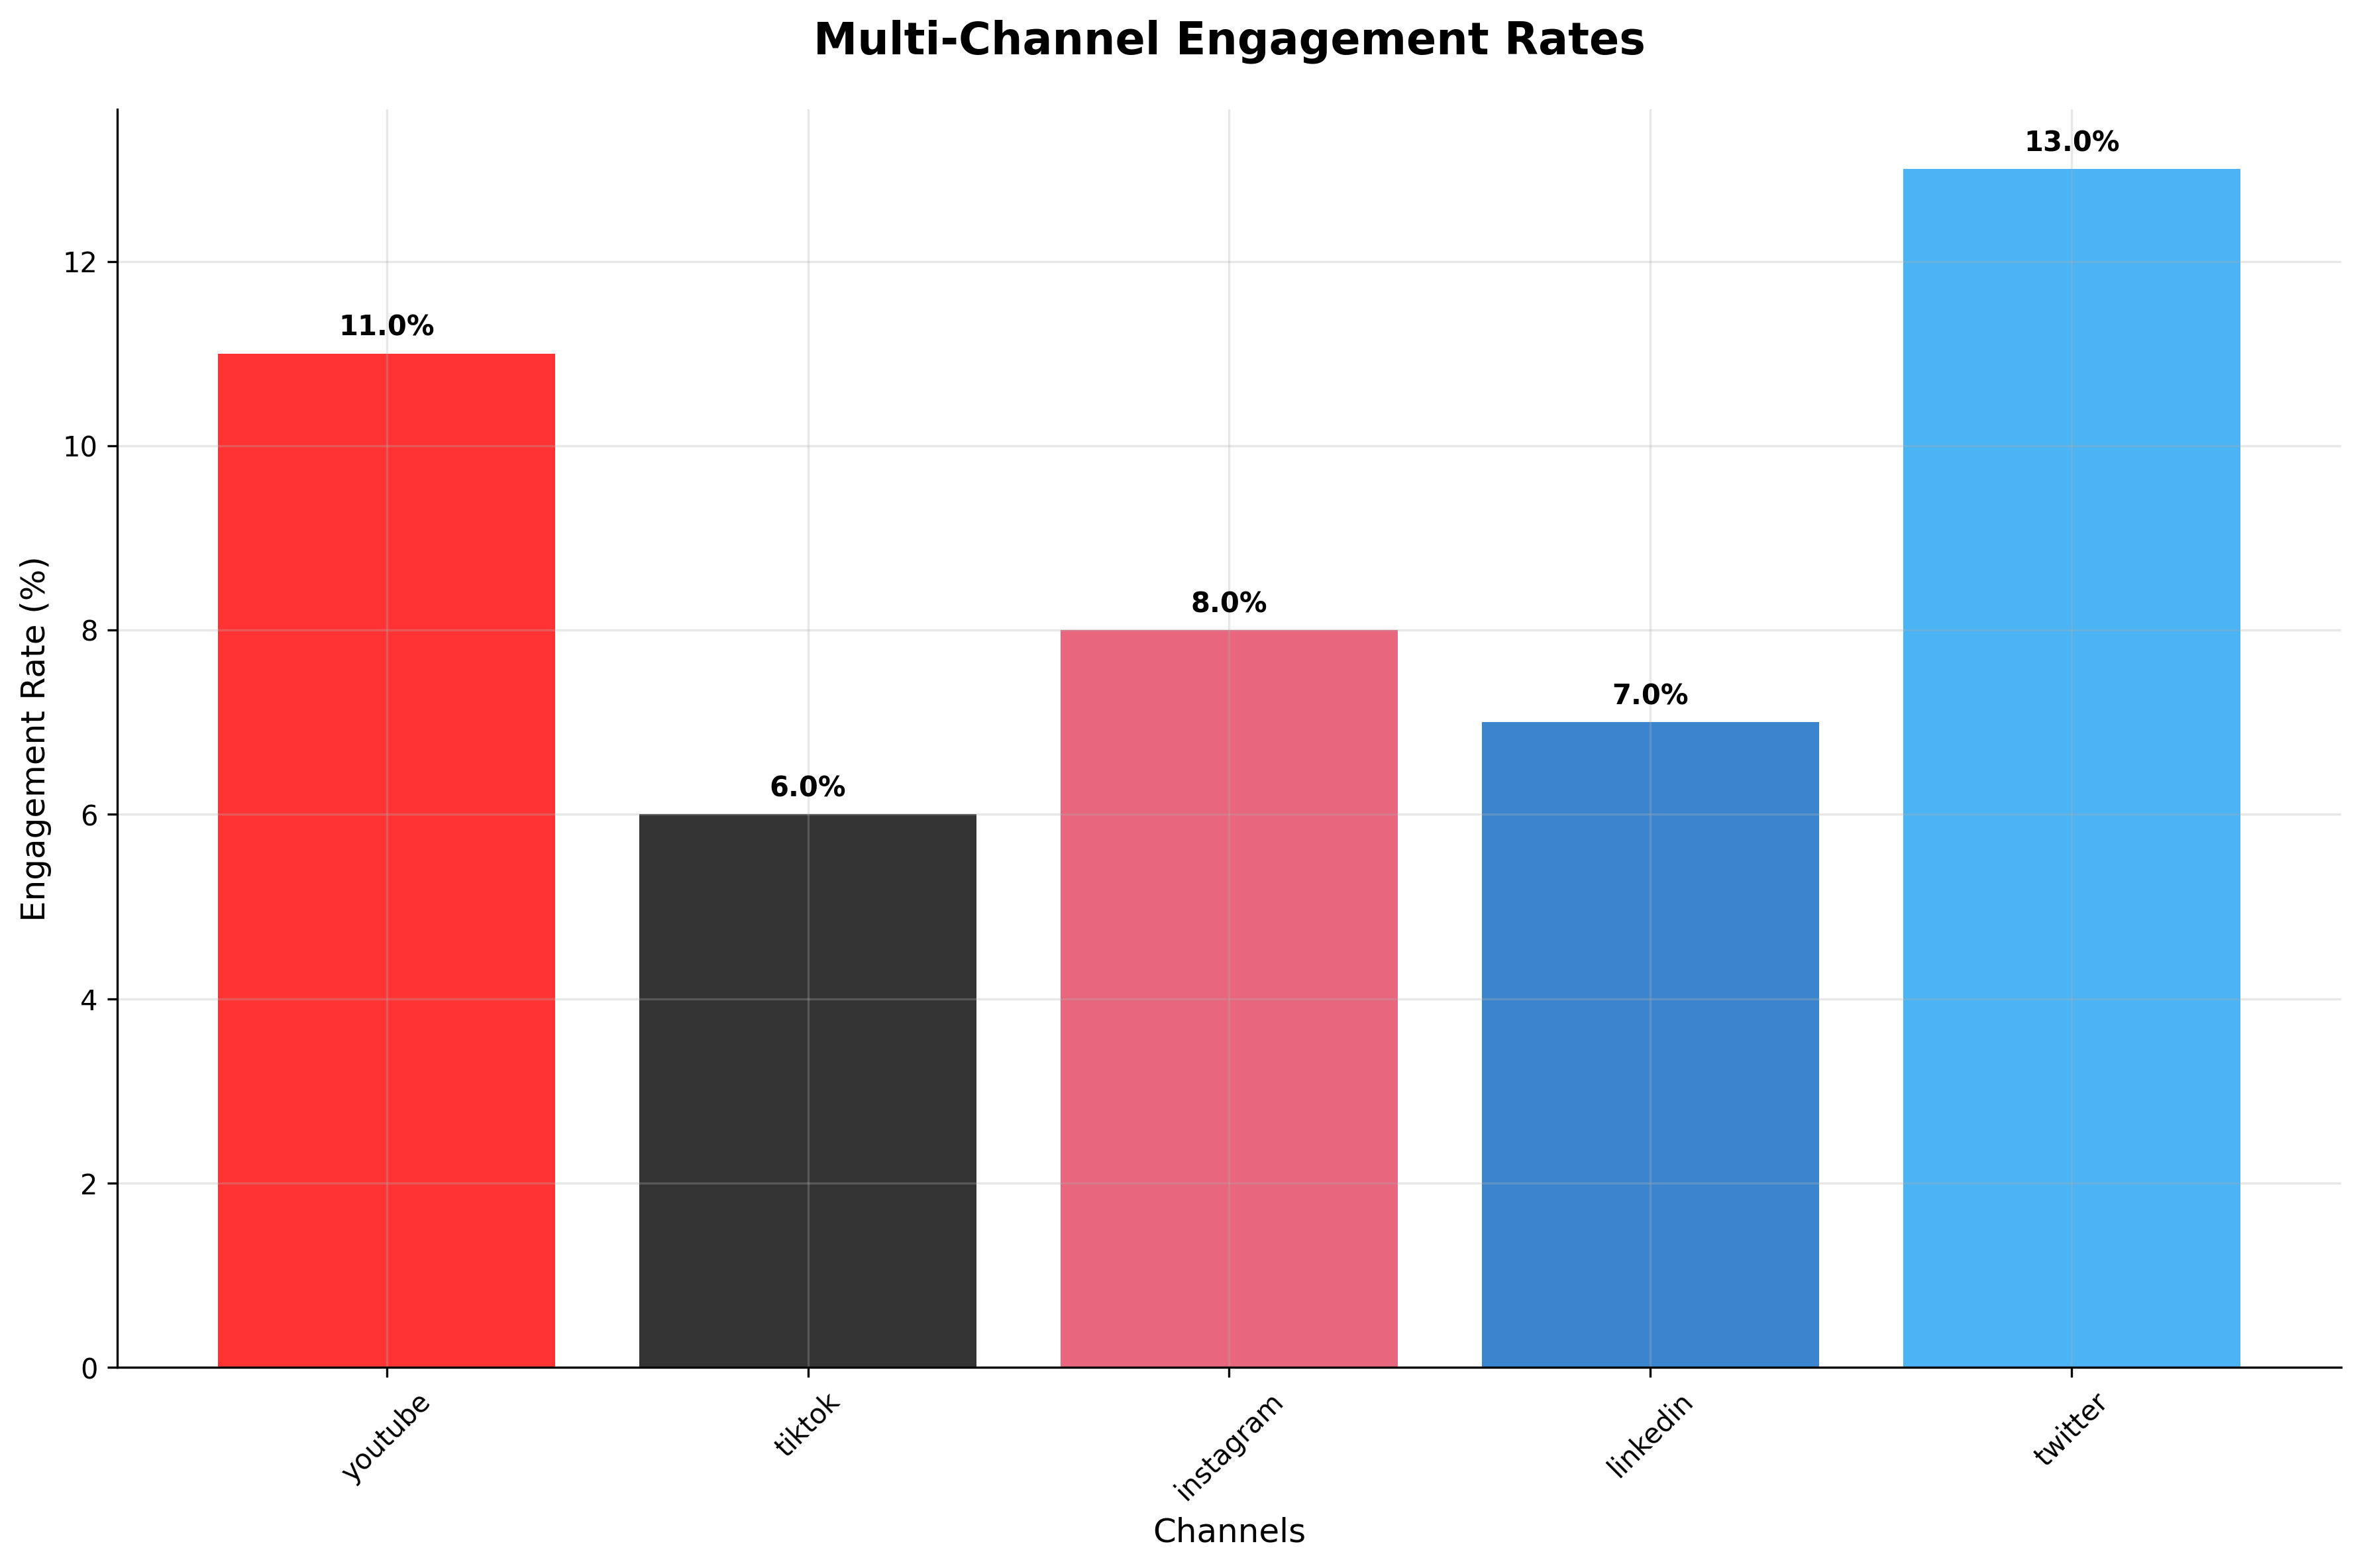 Multi-Channel Engagement Rates
Engagement Rate (%)
12
10
8
6
4
2
0
11.0%
6.0%
8.0%
7.0%
13.0%
youtube
tiktok
instagram
linkedin
twitter
Channels